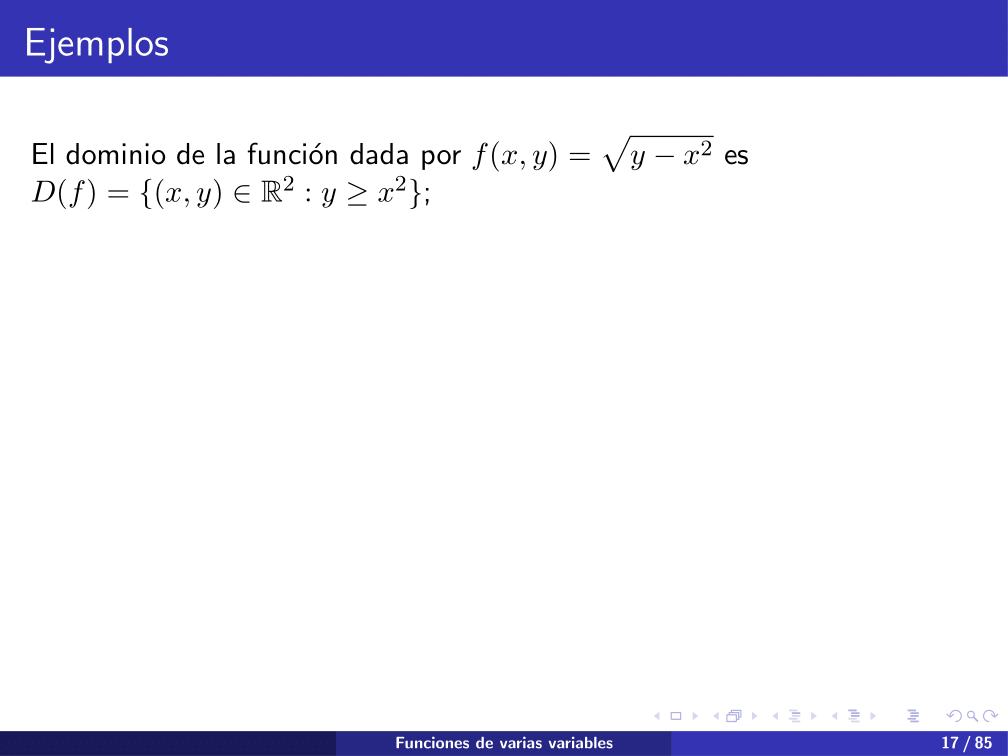 Ejemplos
El dominio de la función dada por f(x, y) = √(y − x²) es
D(f) = {(x, y) ∈ ℝ² : y ≥ x²};
Funciones de varias variables
17 / 85